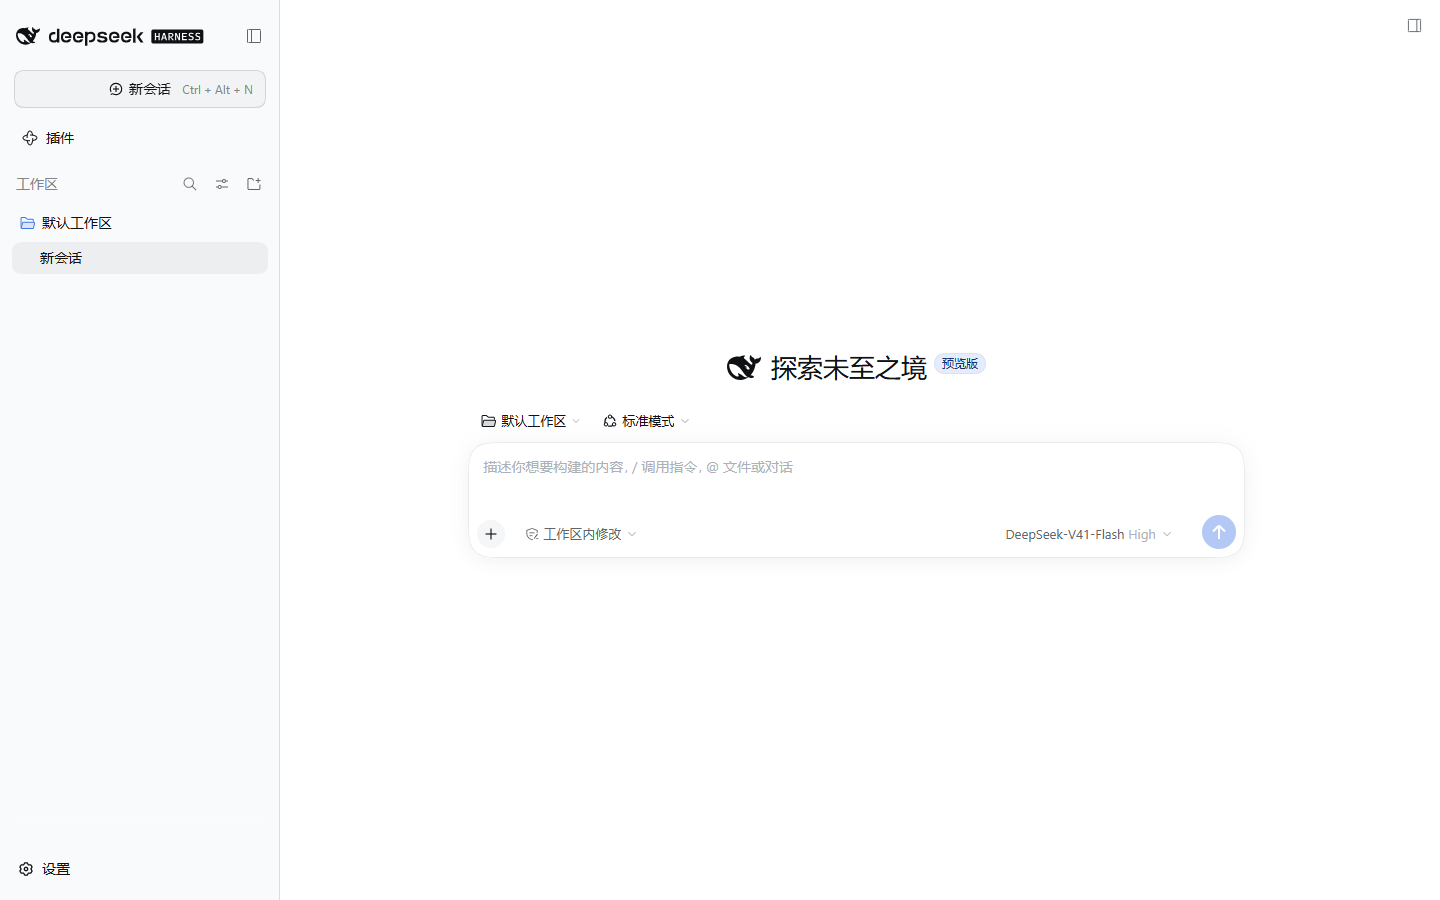 deepseek HARNESS
新会话 Ctrl + Alt + N
插件
工作区
默认工作区
新会话
探索未至之境 预览版
默认工作区 标准模式
描述你想要构建的内容, / 调用指令, @ 文件或对话
工作区内修改 DeepSeek-V41-Flash High
设置